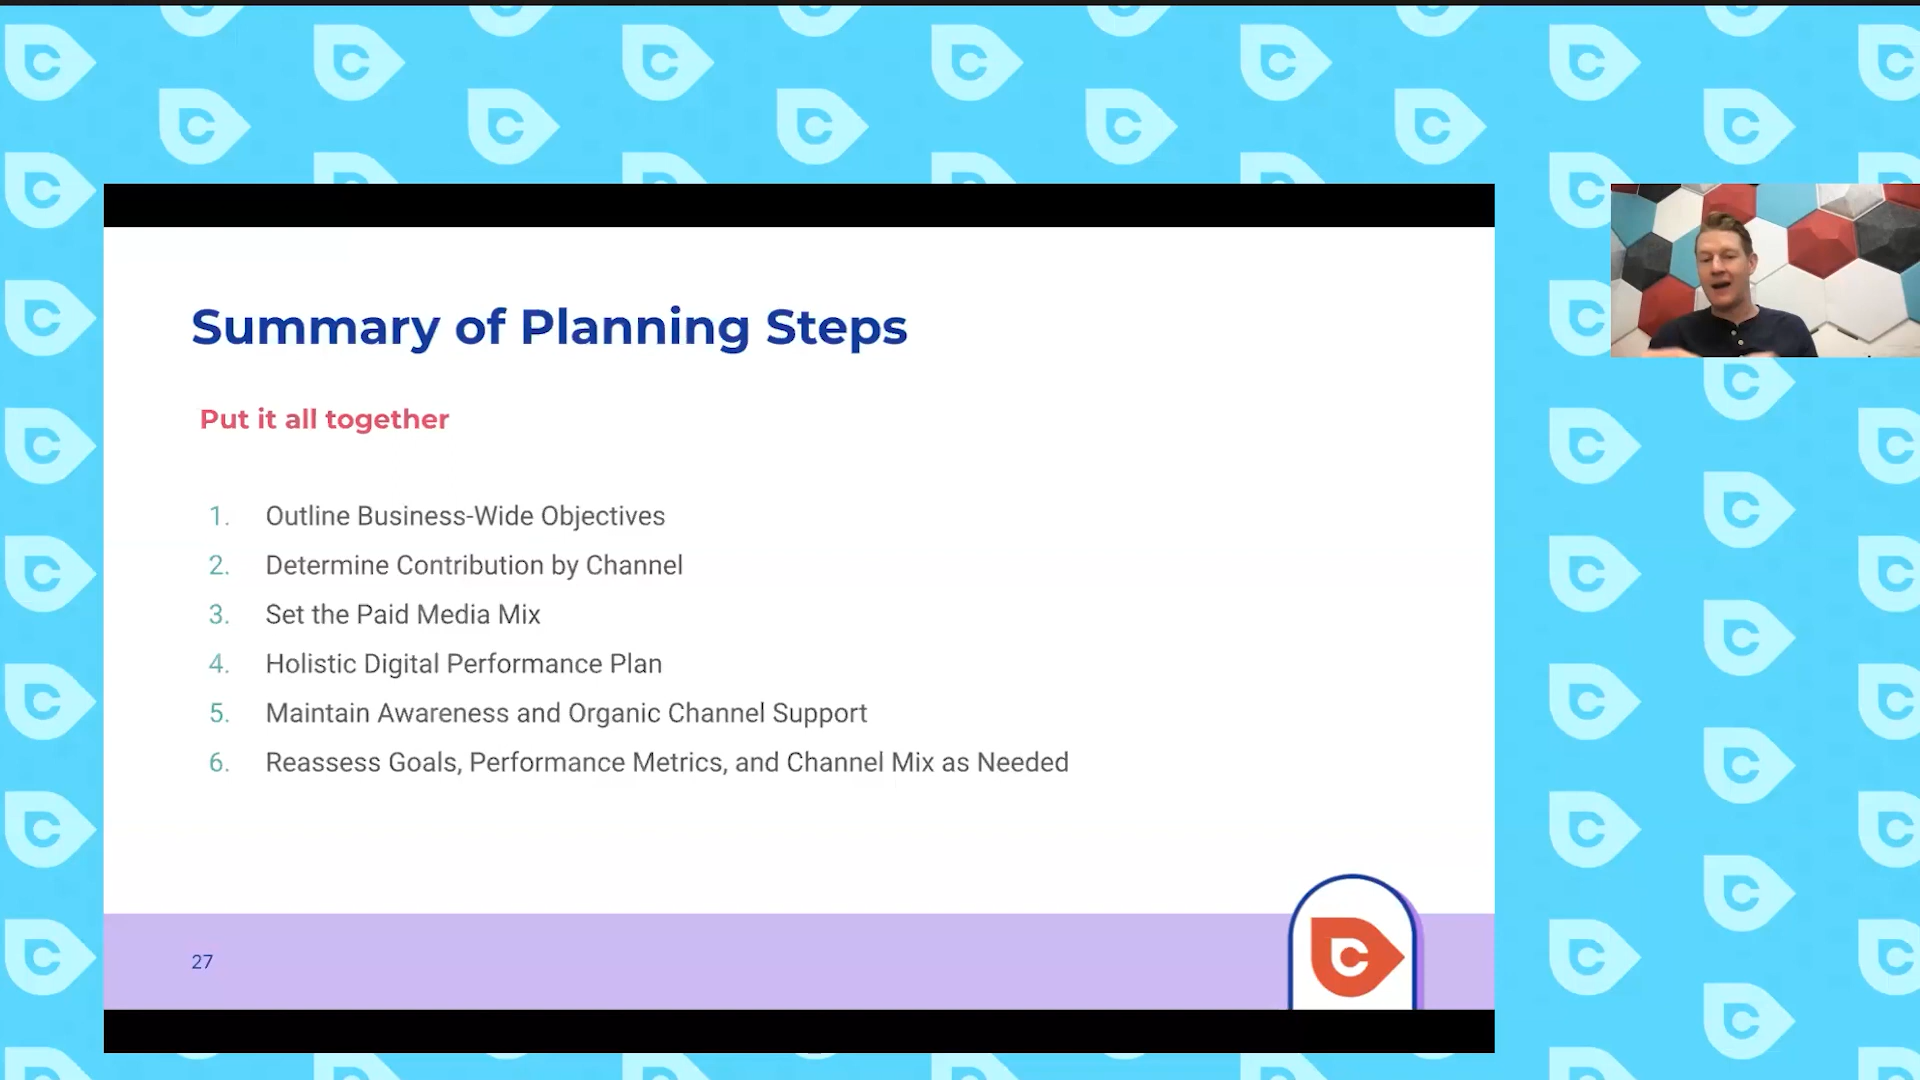 Summary of Planning Steps
Put it all together
1. Outline Business-Wide Objectives
2. Determine Contribution by Channel
3. Set the Paid Media Mix
4. Holistic Digital Performance Plan
5. Maintain Awareness and Organic Channel Support
6. Reassess Goals, Performance Metrics, and Channel Mix as Needed
27